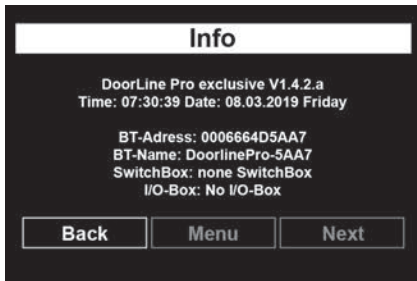 Info
DoorLine Pro exclusive V1.4.2.a
Time: 07:30:39 Date: 08.03.2019 Friday
BT-Adress: 0006664D5AA7
BT-Name: DoorlinePro-5AA7
SwitchBox: none SwitchBox
I/O-Box: No I/O-Box
Back Menu Next